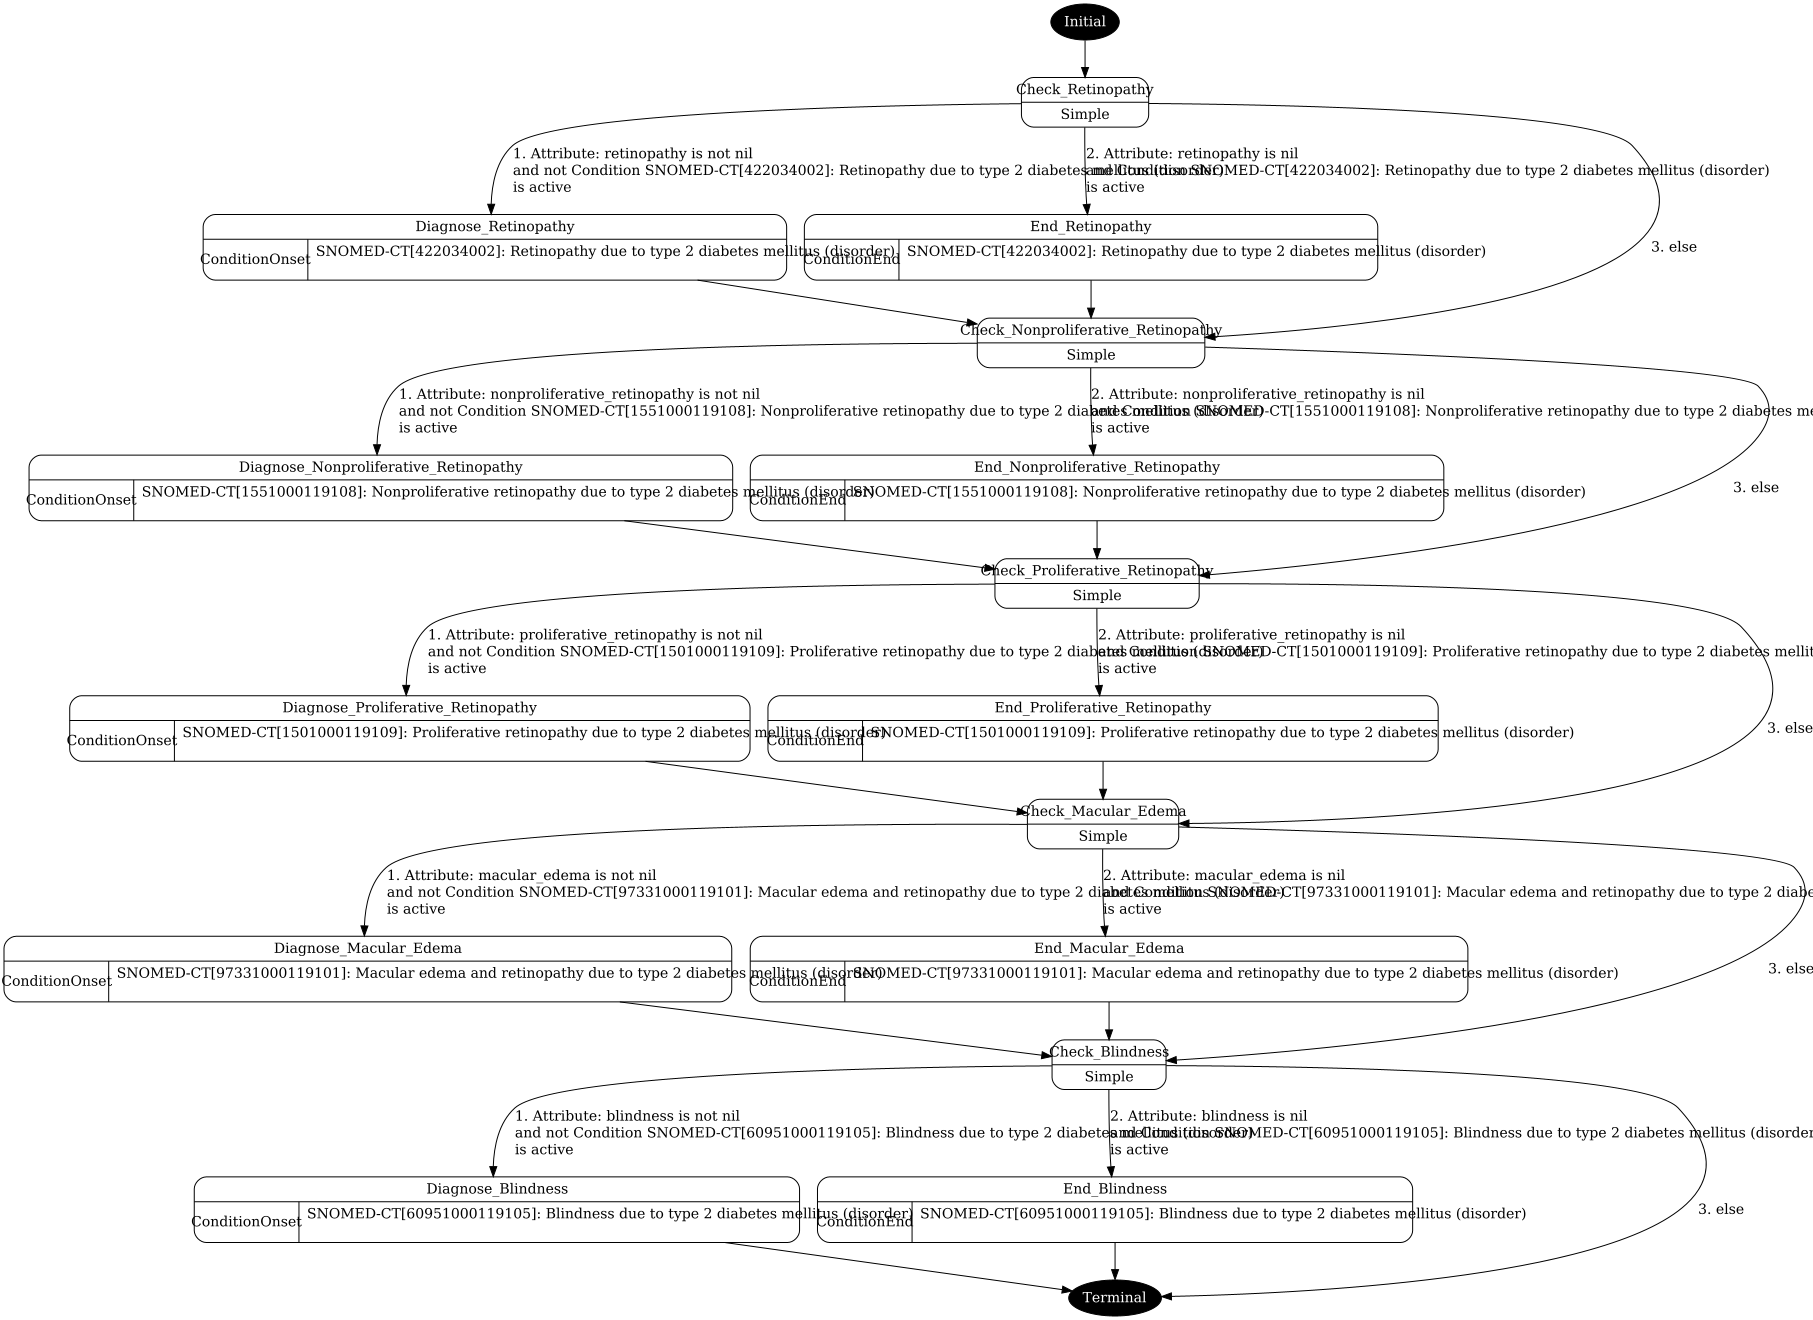 Initial
Check_Retinopathy
Simple
1. Attribute: retinopathy is not nil
and not Condition SNOMED-CT[422034002]: Retinopathy due to type 2 diabetes mellitus (disorder)
is active
2. Attribute: retinopathy is nil
and Condition SNOMED-CT[422034002]: Retinopathy due to type 2 diabetes mellitus (disorder)
is active
3. else
Diagnose_Retinopathy
ConditionOnset
SNOMED-CT[422034002]: Retinopathy due to type 2 diabetes mellitus (disorder)
End_Retinopathy
ConditionEnd
SNOMED-CT[422034002]: Retinopathy due to type 2 diabetes mellitus (disorder)
Check_Nonproliferative_Retinopathy
Simple
1. Attribute: nonproliferative_retinopathy is not nil
and not Condition SNOMED-CT[1551000119108]: Nonproliferative retinopathy due to type 2 diabetes mellitus (disorder)
is active
2. Attribute: nonproliferative_retinopathy is nil
and Condition SNOMED-CT[1551000119108]: Nonproliferative retinopathy due to type 2 diabetes me
is active
3. else
Diagnose_Nonproliferative_Retinopathy
ConditionOnset
SNOMED-CT[1551000119108]: Nonproliferative retinopathy due to type 2 diabetes mellitus (disorder)
End_Nonproliferative_Retinopathy
ConditionEnd
SNOMED-CT[1551000119108]: Nonproliferative retinopathy due to type 2 diabetes mellitus (disorder)
Check_Proliferative_Retinopathy
Simple
1. Attribute: proliferative_retinopathy is not nil
and not Condition SNOMED-CT[1501000119109]: Proliferative retinopathy due to type 2 diabetes mellitus (disorder)
is active
2. Attribute: proliferative_retinopathy is nil
and Condition SNOMED-CT[1501000119109]: Proliferative retinopathy due to type 2 diabetes mellit
is active
3. else
Diagnose_Proliferative_Retinopathy
ConditionOnset
SNOMED-CT[1501000119109]: Proliferative retinopathy due to type 2 diabetes mellitus (disorder)
End_Proliferative_Retinopathy
ConditionEnd
SNOMED-CT[1501000119109]: Proliferative retinopathy due to type 2 diabetes mellitus (disorder)
Check_Macular_Edema
Simple
1. Attribute: macular_edema is not nil
and not Condition SNOMED-CT[97331000119101]: Macular edema and retinopathy due to type 2 diabetes mellitus (disorder)
is active
2. Attribute: macular_edema is nil
and Condition SNOMED-CT[97331000119101]: Macular edema and retinopathy due to type 2 diabe
is active
3. else
Diagnose_Macular_Edema
ConditionOnset
SNOMED-CT[97331000119101]: Macular edema and retinopathy due to type 2 diabetes mellitus (disorder)
End_Macular_Edema
ConditionEnd
SNOMED-CT[97331000119101]: Macular edema and retinopathy due to type 2 diabetes mellitus (disorder)
Check_Blindness
Simple
1. Attribute: blindness is not nil
and not Condition SNOMED-CT[60951000119105]: Blindness due to type 2 diabetes mellitus (disorder)
is active
2. Attribute: blindness is nil
and Condition SNOMED-CT[60951000119105]: Blindness due to type 2 diabetes mellitus (disorder
is active
3. else
Diagnose_Blindness
ConditionOnset
SNOMED-CT[60951000119105]: Blindness due to type 2 diabetes mellitus (disorder)
End_Blindness
ConditionEnd
SNOMED-CT[60951000119105]: Blindness due to type 2 diabetes mellitus (disorder)
Terminal